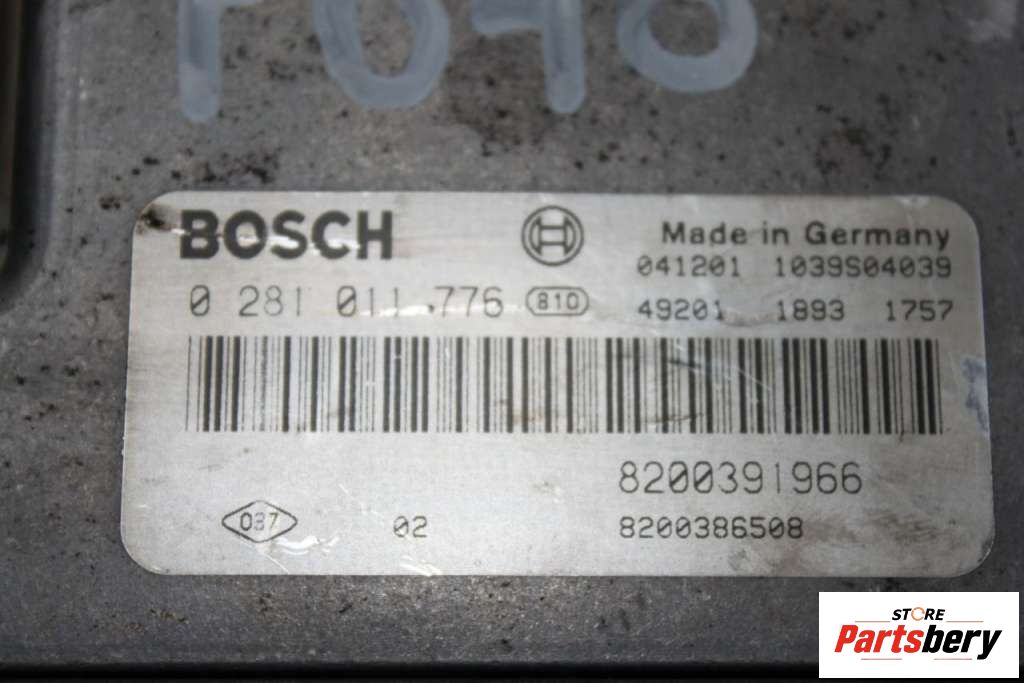 BOSCH
Made in Germany
041201 1039S04039
0 281 011 776 810
49201 1893 1757
8200391966
037 02 8200386508
STORE
Partsbery